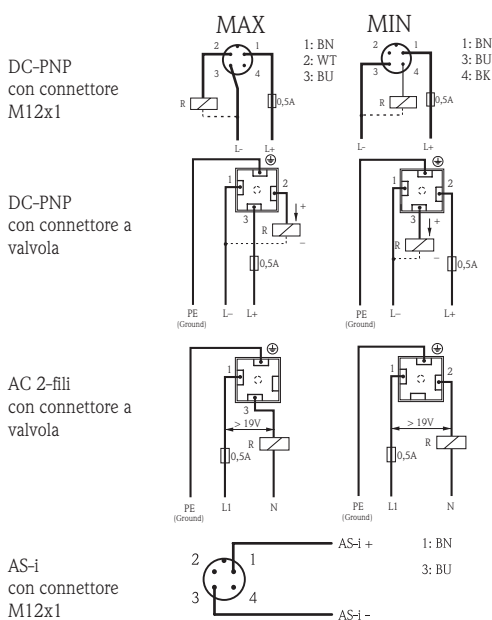 MAX
MIN
DC-PNP
con connettore
M12x1
2
1
3
4
R
0,5A
L-
L+
1: BN
2: WT
3: BU
2
1
3
4
R
0,5A
L-
L+
1: BN
3: BU
4: BK
DC-PNP
con connettore a
valvola
1
2
3
+
R
–
0,5A
PE
(Ground)
L–
L+
1
2
3
+
R
–
0,5A
PE
(Ground)
L–
L+
AC 2-fili
con connettore a
valvola
1
3
> 19V
R
0,5A
PE
(Ground)
L1
N
1
2
> 19V
R
0,5A
PE
(Ground)
L1
N
AS-i
con connettore
M12x1
2
1
3
4
AS-i +
AS-i -
1: BN
3: BU